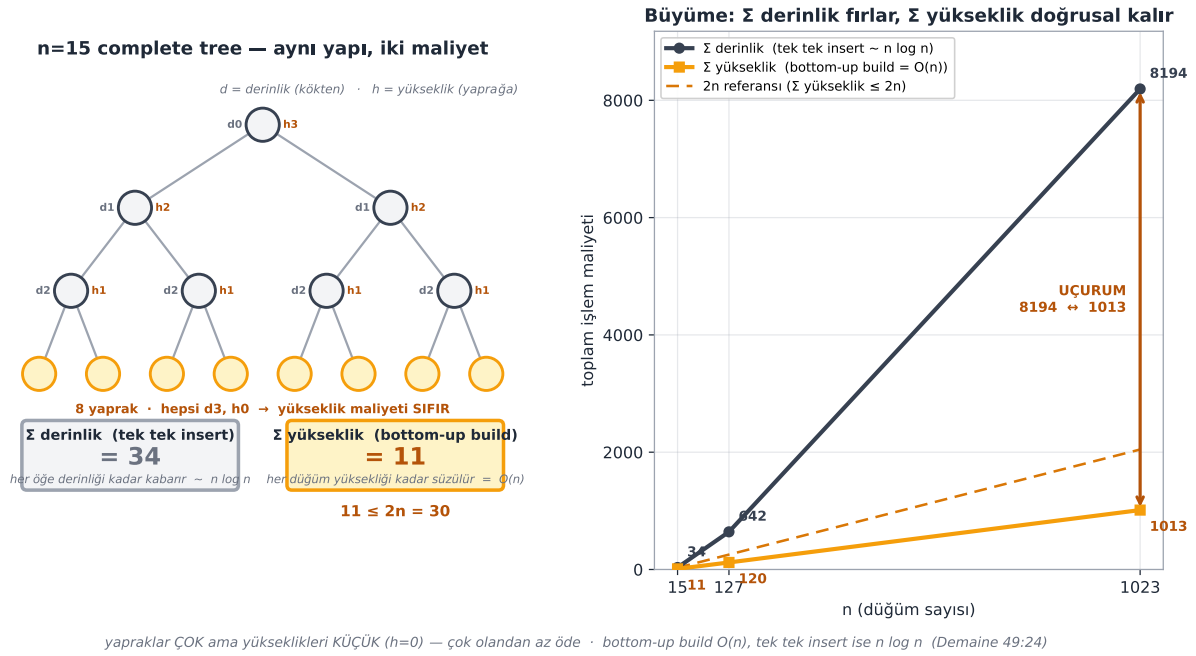 n=15 complete tree — aynı yapı, iki maliyet
d = derinlik (kökten)  ·  h = yükseklik (yaprağa)
d0 h3
d1 h2 d1 h2
d2 h1 d2 h1 d2 h1 d2 h1
8 yaprak · hepsi d3, h0 → yükseklik maliyeti SIFIR
Σ derinlik (tek tek insert)
= 34
her öğe derinliği kadar kabarır ~ n log n
Σ yükseklik (bottom-up build)
= 11
her düğüm yüksekliği kadar süzülür = O(n)
11 ≤ 2n = 30
Büyüme: Σ derinlik fırlar, Σ yükseklik doğrusal kalır
Σ derinlik (tek tek insert ~ n log n)
Σ yükseklik (bottom-up build = O(n))
2n referansı (Σ yükseklik ≤ 2n)
toplam işlem maliyeti
8000
6000
4000
2000
0
8194
UÇURUM
8194 ↔ 1013
642
34
1013
11
120
15 127 1023
n (düğüm sayısı)
yapraklar ÇOK ama yükseklikleri KÜÇÜK (h=0) — çok olandan az öde · bottom-up build O(n), tek tek insert ise n log n (Demaine 49:24)